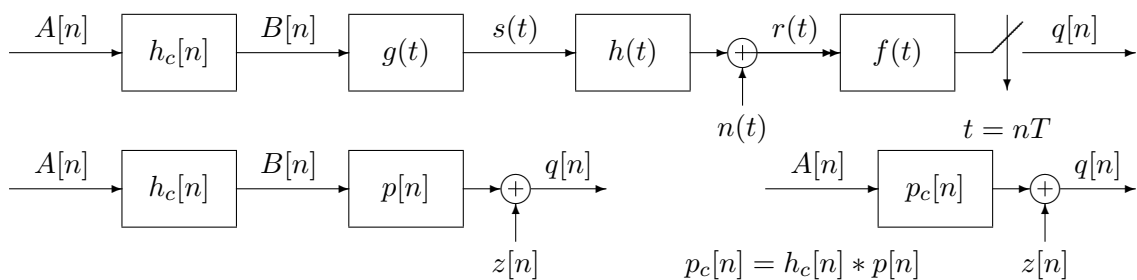 A[n] h_c[n] B[n] g(t) s(t) h(t) + n(t) r(t) f(t) t = nT q[n]
A[n] h_c[n] B[n] p[n] + z[n] q[n]
A[n] p_c[n] + z[n] q[n]
p_c[n] = h_c[n] ∗ p[n]